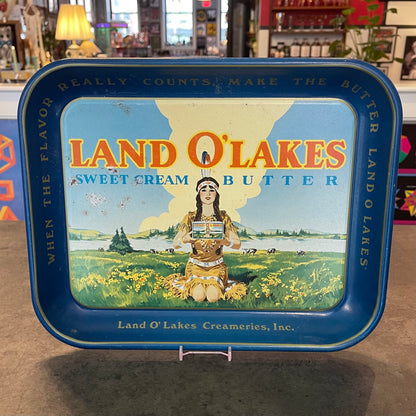 WHEN THE FLAVOR REALLY COUNTS, MAKE THE BUTTER LAND O LAKES
LAND O'LAKES
SWEET CREAM BUTTER
Land O'Lakes Creameries, Inc.